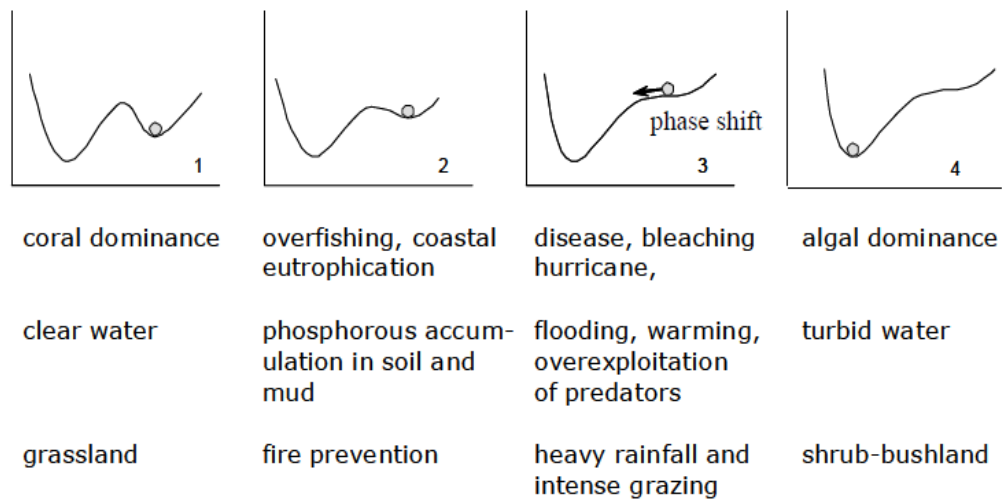 1
2
phase shift
3
4
coral dominance
overfishing, coastal
eutrophication
disease, bleaching
hurricane,
algal dominance
clear water
phosphorous accum-
ulation in soil and
mud
flooding, warming,
overexploitation
of predators
turbid water
grassland
fire prevention
heavy rainfall and
intense grazing
shrub-bushland